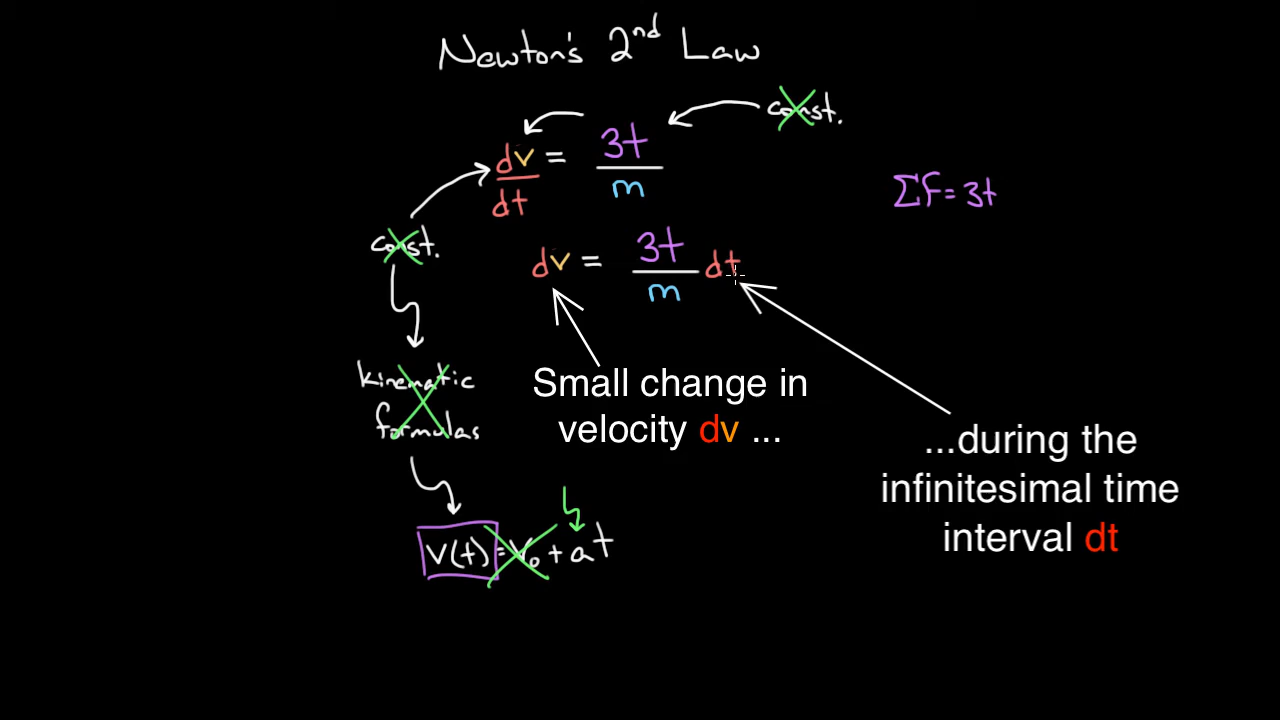 Newton's 2nd Law
const.
dv/dt = 3t/m
ΣF = 3t
const.
dv = 3t/m dt
kinematic
formulas
Small change in
velocity dv ...
...during the
infinitesimal time
interval dt
v(t) = v₀ + at